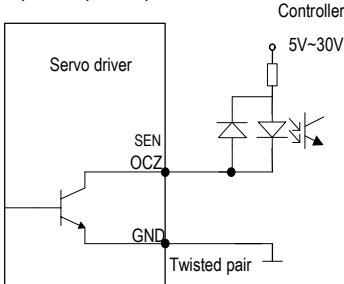 Controller
5V~30V
Servo driver
SEN
OCZ
GND
Twisted pair